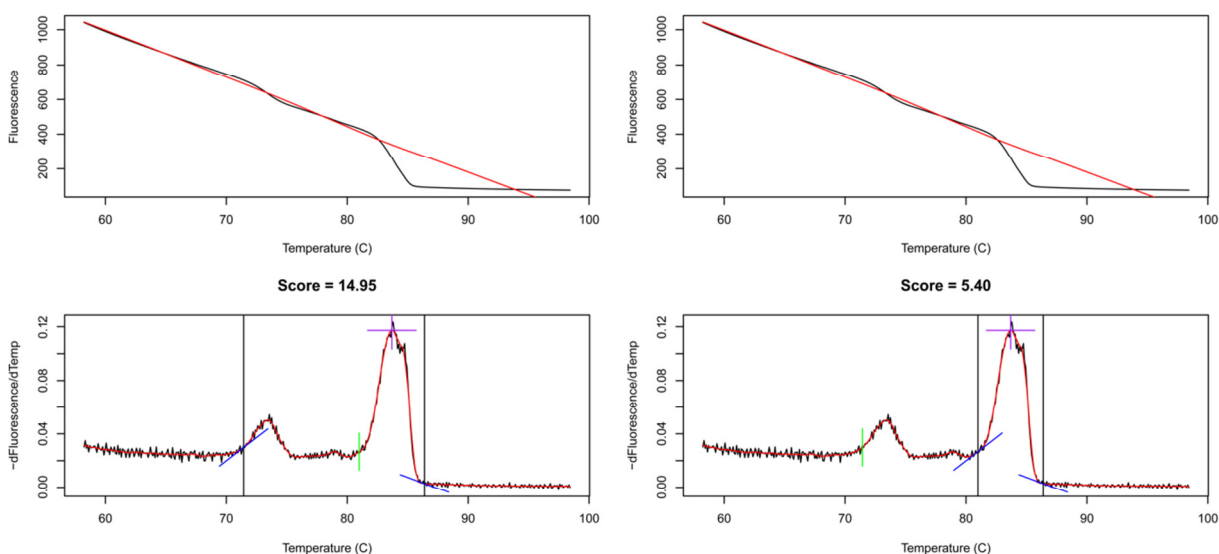 Fluorescence
200 400 600 800 1000
60 70 80 90 100
Temperature (C)
Fluorescence
200 400 600 800 1000
60 70 80 90 100
Temperature (C)
Score = 14.95
−dFluorescence/dTemp
0.00 0.04 0.08 0.12
60 70 80 90 100
Temperature (C)
Score = 5.40
−dFluorescence/dTemp
0.00 0.04 0.08 0.12
60 70 80 90 100
Temperature (C)